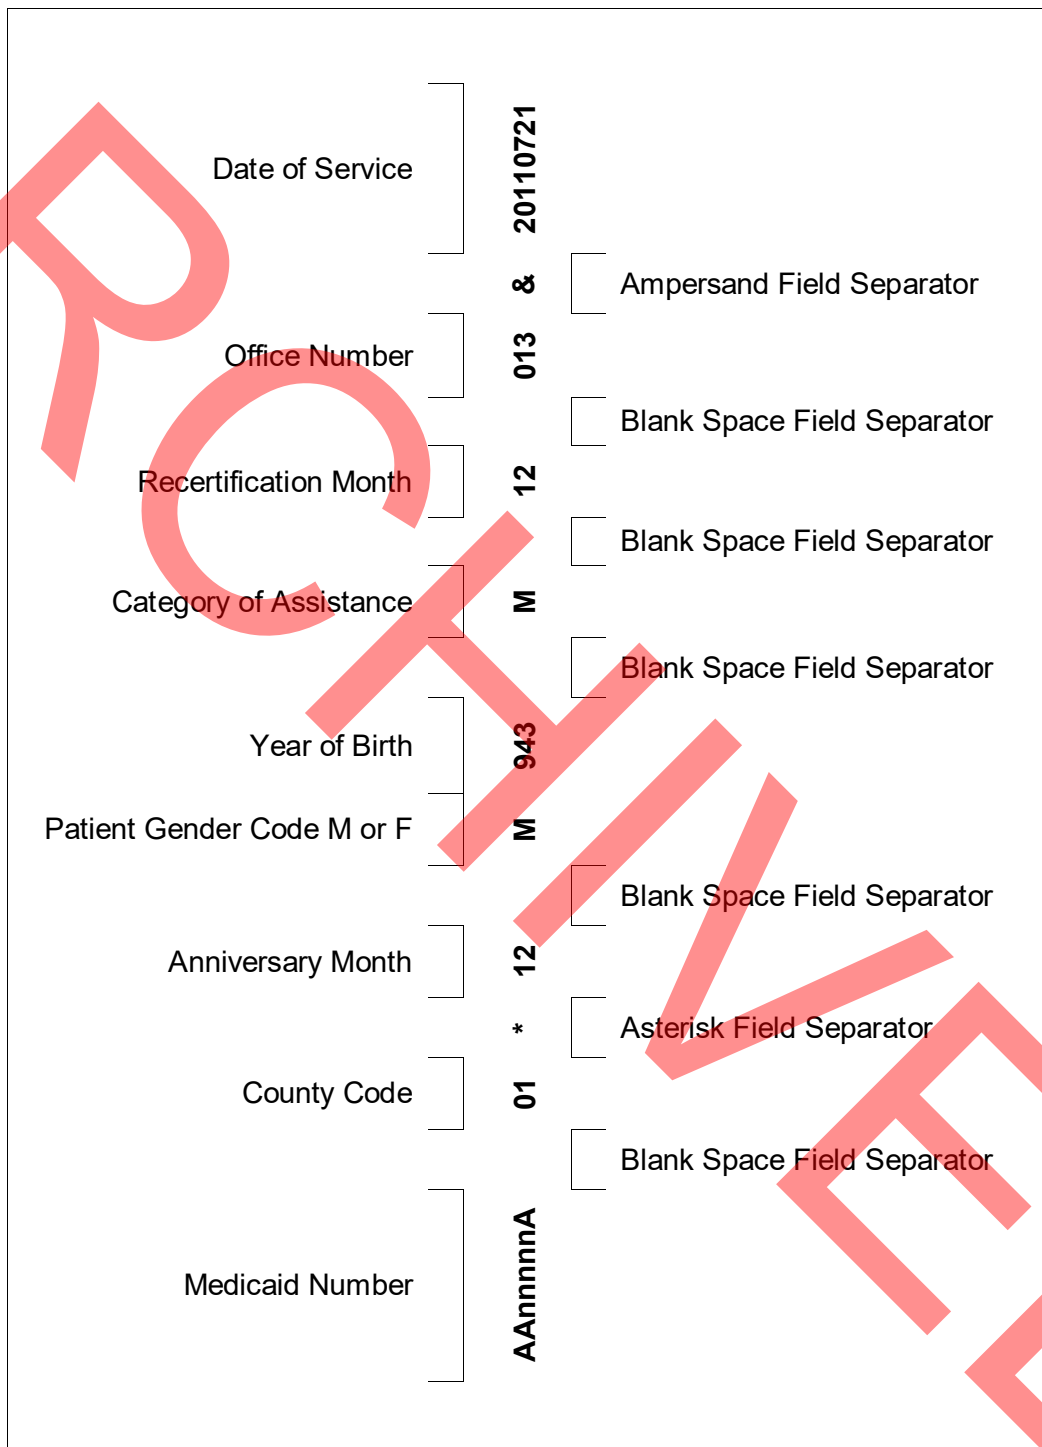 Date of Service
20110721
&
Ampersand Field Separator
Office Number
013
Blank Space Field Separator
Recertification Month
12
Blank Space Field Separator
Category of Assistance
M
Blank Space Field Separator
Year of Birth
943
Patient Gender Code M or F
M
Blank Space Field Separator
Anniversary Month
12
*
Asterisk Field Separator
County Code
01
Blank Space Field Separator
Medicaid Number
AAnnnnnA
RCHIVE